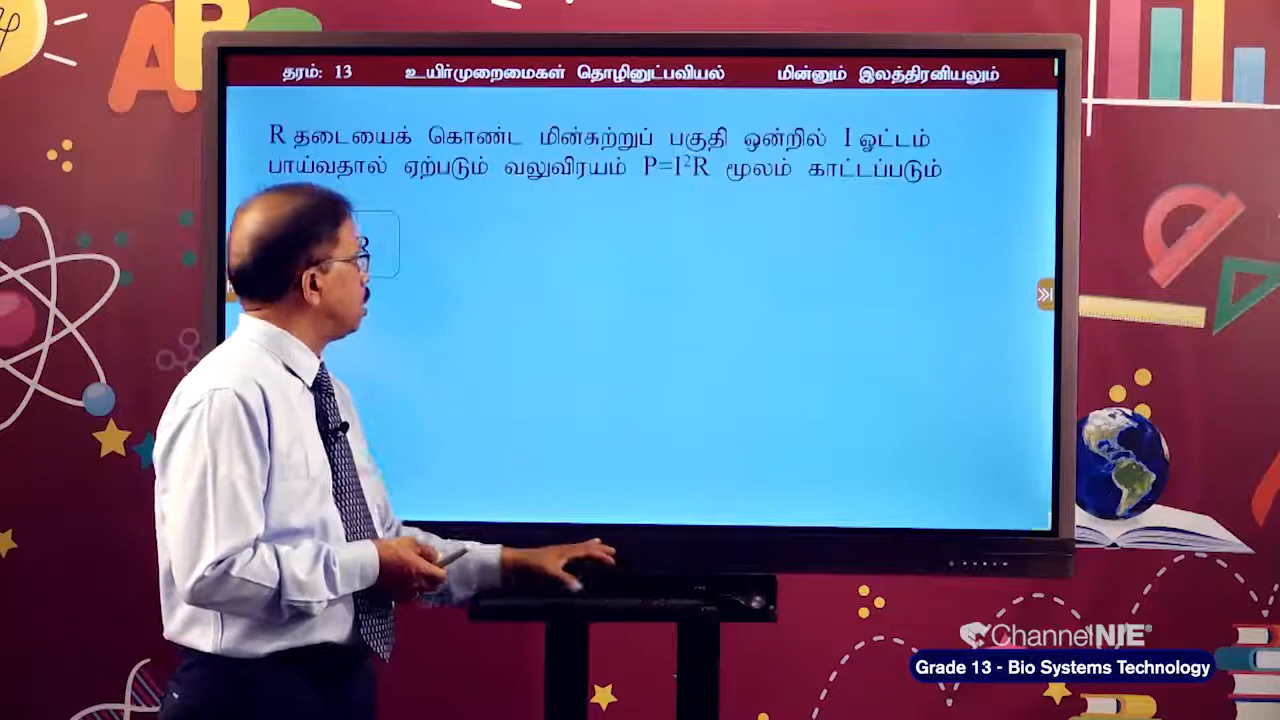 தரம்: 13 உயிர்முறைமைகள் தொழினுட்பவியல் மின்னும் இலத்திரனியலும்
R தடையைக் கொண்ட மின்சுற்றுப் பகுதி ஒன்றில் I ஓட்டம்
பாய்வதால் ஏற்படும் வலுவிரயம் P=I²R மூலம் காட்டப்படும்
ChannelNIE®
Grade 13 - Bio Systems Technology